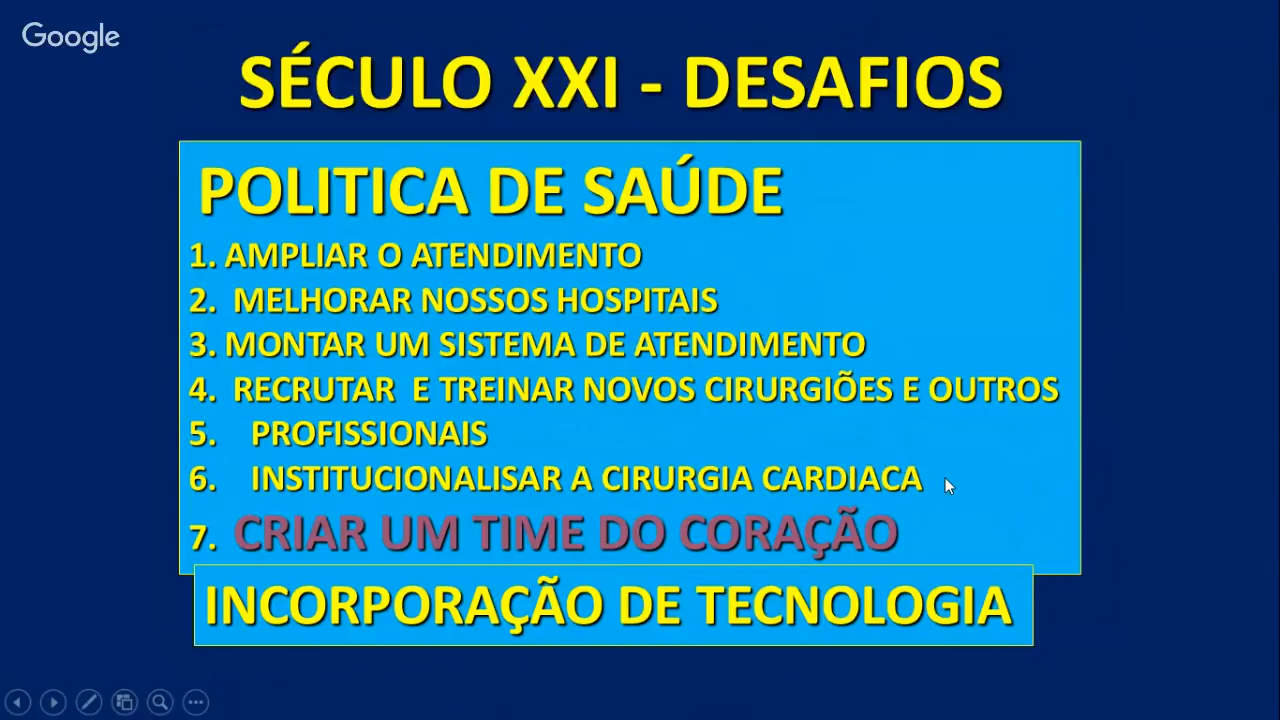 Google
SÉCULO XXI - DESAFIOS
POLITICA DE SAÚDE
1. AMPLIAR O ATENDIMENTO
2. MELHORAR NOSSOS HOSPITAIS
3. MONTAR UM SISTEMA DE ATENDIMENTO
4. RECRUTAR E TREINAR NOVOS CIRURGIÕES E OUTROS
5. PROFISSIONAIS
6. INSTITUCIONALISAR A CIRURGIA CARDIACA
7. CRIAR UM TIME DO CORAÇÃO
INCORPORAÇÃO DE TECNOLOGIA